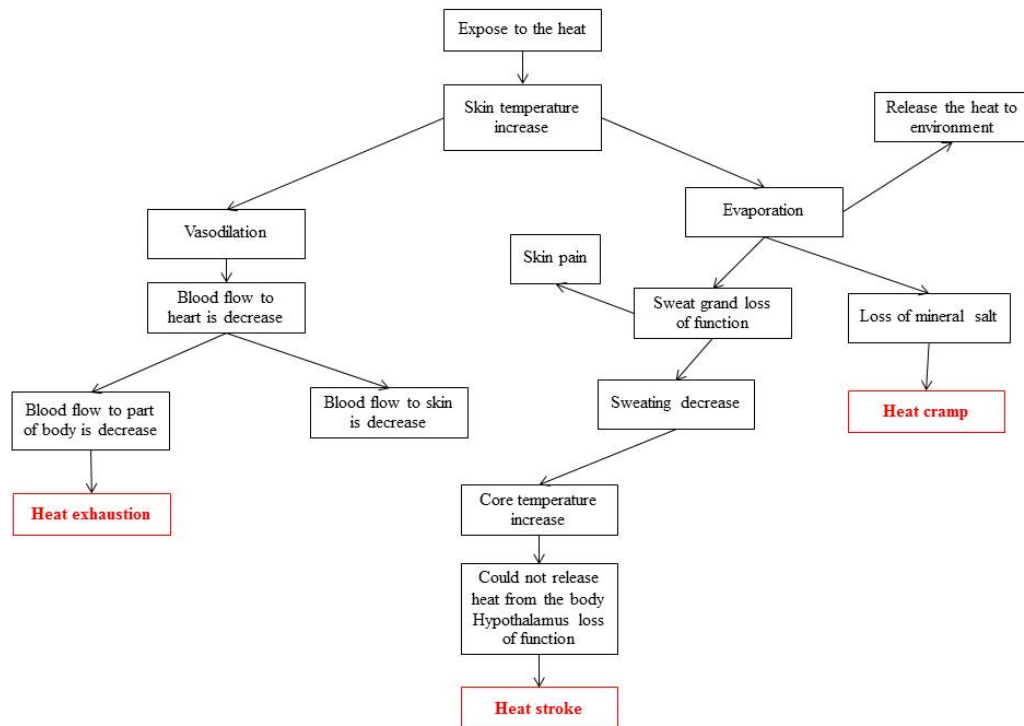 Expose to the heat
Skin temperature
increase
Release the heat to
environment
Vasodilation
Evaporation
Skin pain
Blood flow to
heart is decrease
Sweat grand loss
of function
Loss of mineral salt
Blood flow to part
of body is decrease
Blood flow to skin
is decrease
Sweating decrease
Heat cramp
Heat exhaustion
Core temperature
increase
Could not release
heat from the body
Hypothalamus loss
of function
Heat stroke